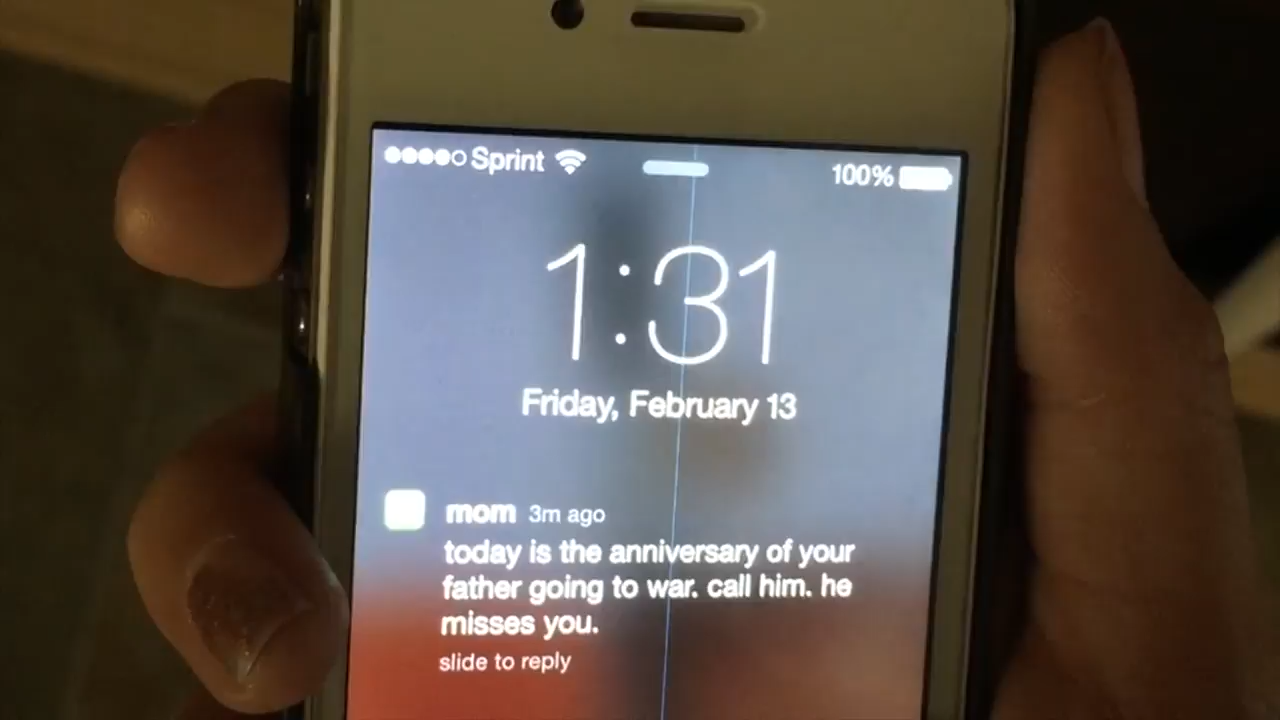 Sprint 100%
1:31
Friday, February 13
mom 3m ago
today is the anniversary of your
father going to war. call him. he
misses you.
slide to reply